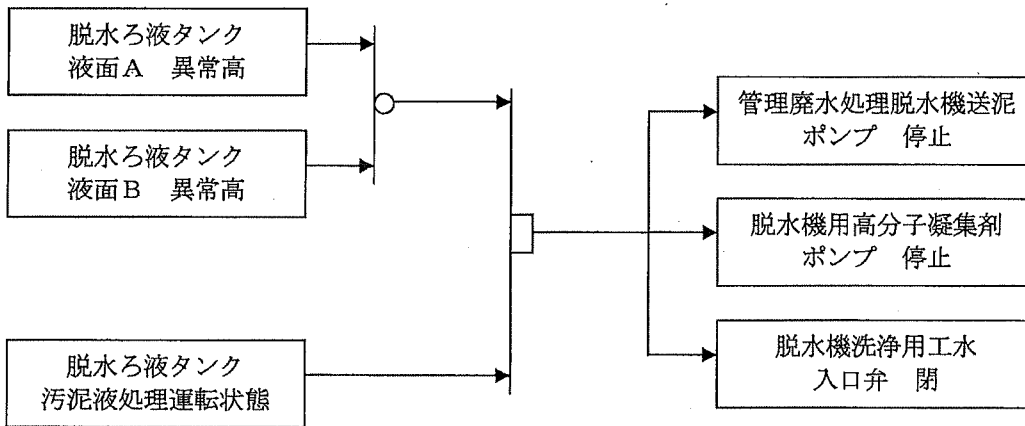 脱水ろ液タンク
液面A　異常高
脱水ろ液タンク
液面B　異常高
脱水ろ液タンク
汚泥液処理運転状態
管理廃水処理脱水機送泥
ポンプ　停止
脱水機用高分子凝集剤
ポンプ　停止
脱水機洗浄用工水
入口弁　閉